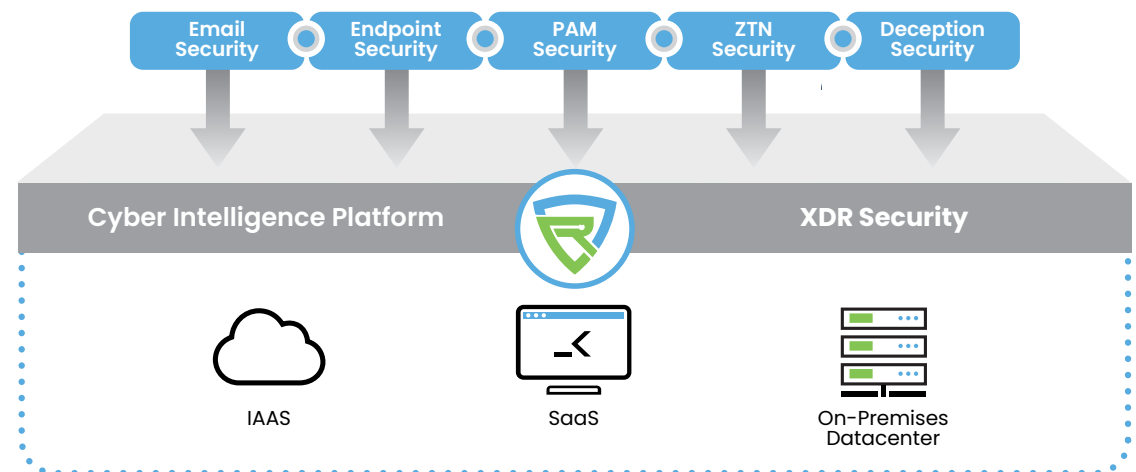 Email
Security
Endpoint
Security
PAM
Security
ZTN
Security
Deception
Security
Cyber Intelligence Platform
XDR Security
IAAS
SaaS
On-Premises
Datacenter